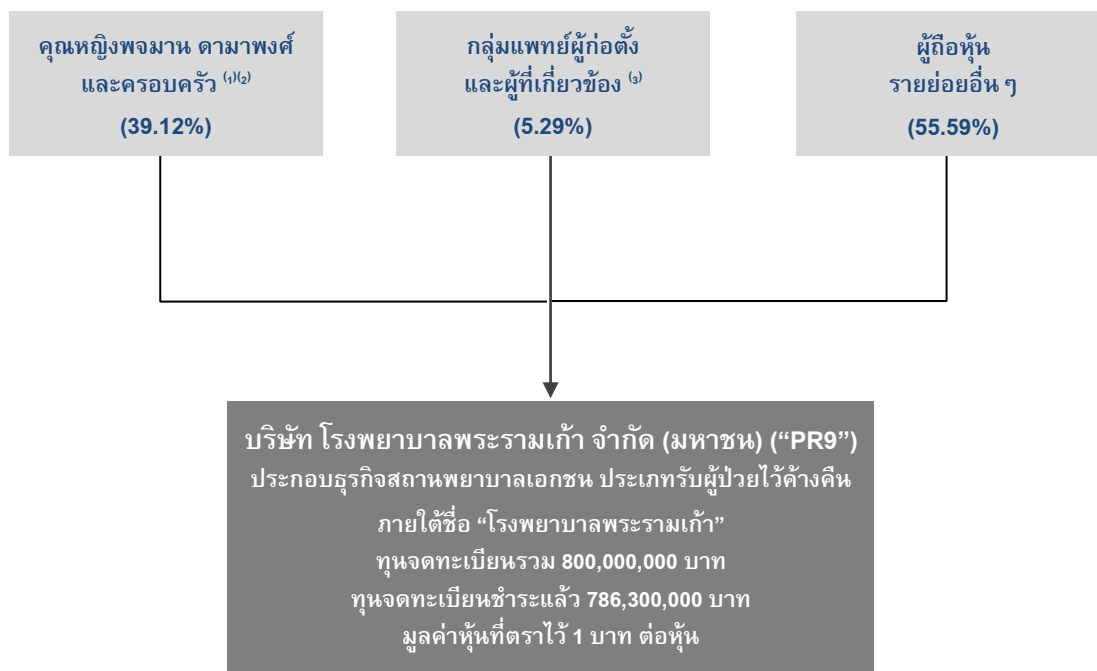 คุณหญิงพจมาน ดามาพงศ์
และครอบครัว ⁽¹⁾⁽²⁾
(39.12%)
กลุ่มแพทย์ผู้ก่อตั้ง
และผู้ที่เกี่ยวข้อง ⁽³⁾
(5.29%)
ผู้ถือหุ้น
รายย่อยอื่น ๆ
(55.59%)
บริษัท โรงพยาบาลพระรามเก้า จำกัด (มหาชน) (“PR9”)
ประกอบธุรกิจสถานพยาบาลเอกชน ประเภทรับผู้ป่วยไว้ค้างคืน
ภายใต้ชื่อ “โรงพยาบาลพระรามเก้า”
ทุนจดทะเบียนรวม 800,000,000 บาท
ทุนจดทะเบียนชำระแล้ว 786,300,000 บาท
มูลค่าหุ้นที่ตราไว้ 1 บาท ต่อหุ้น